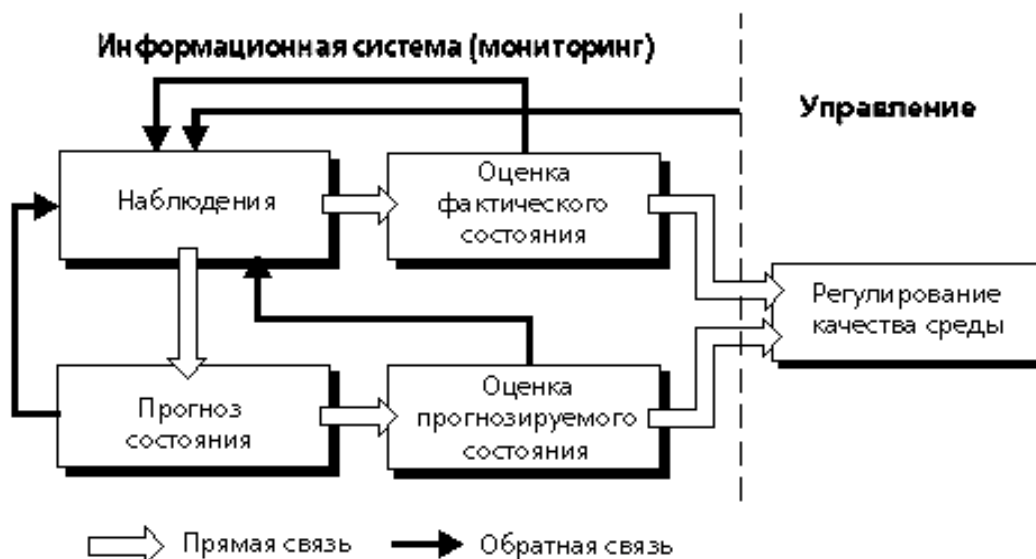 Информационная система (мониторинг)
Управление
Наблюдения
Оценка
фактического
состояния
Регулирование
качества среды
Прогноз
состояния
Оценка
прогнозируемого
состояния
Прямая связь
Обратная связь